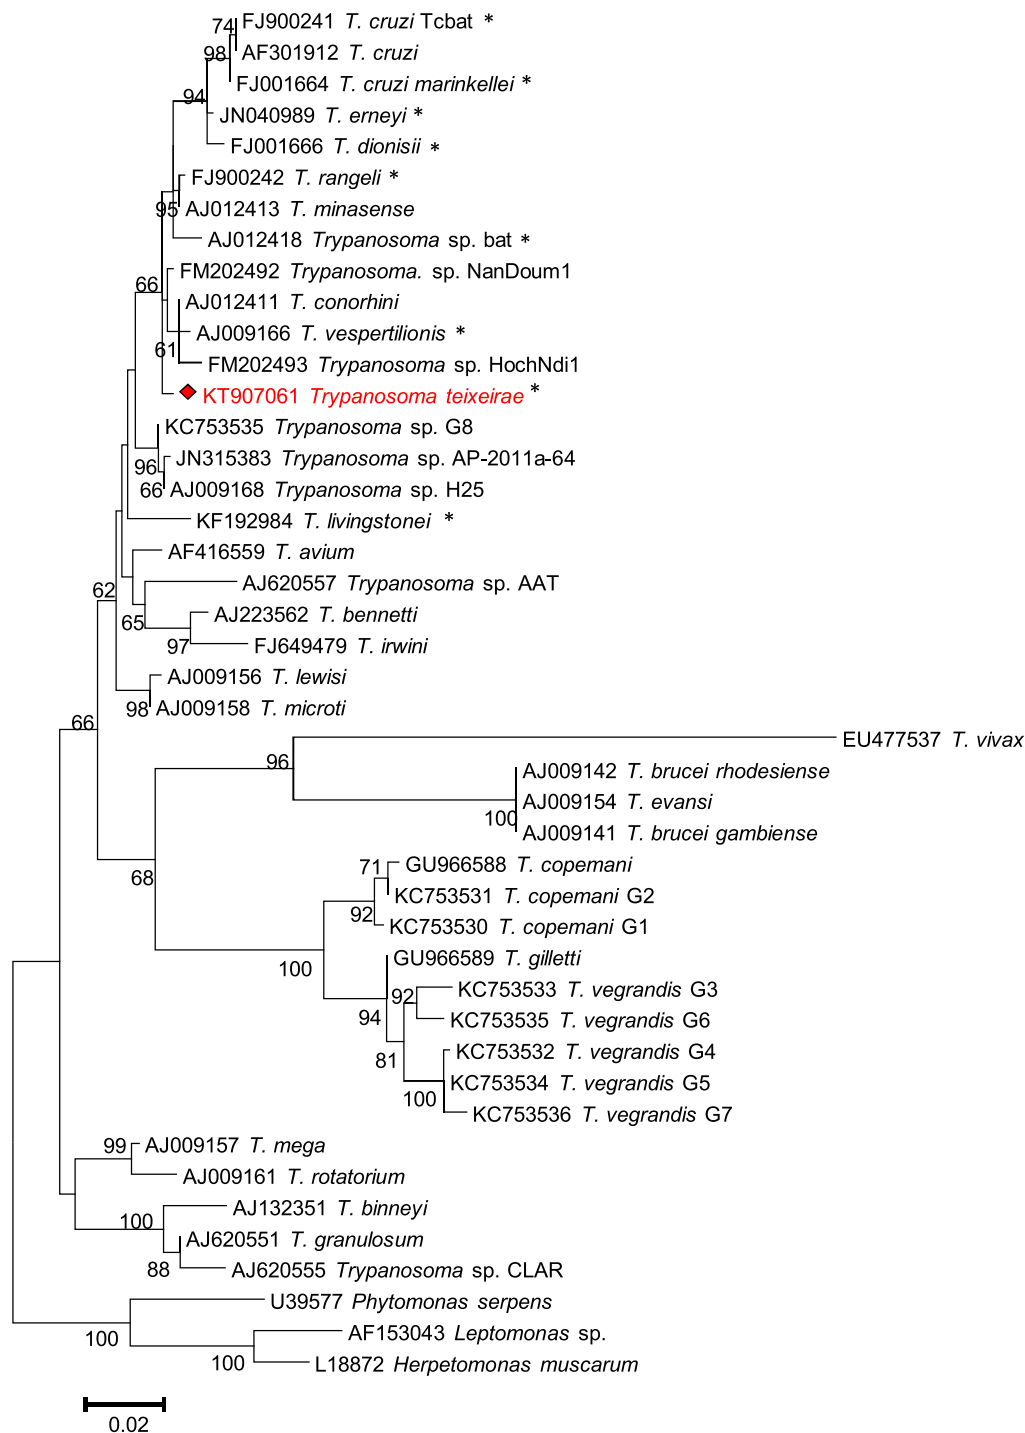 74
FJ900241 T. cruzi Tcbat *
98
AF301912 T. cruzi
FJ001664 T. cruzi marinkellei *
94
JN040989 T. erneyi *
FJ001666 T. dionisii *
FJ900242 T. rangeli *
95
AJ012413 T. minasense
AJ012418 Trypanosoma sp. bat *
FM202492 Trypanosoma. sp. NanDoum1
66
AJ012411 T. conorhini
AJ009166 T. vespertilionis *
61
FM202493 Trypanosoma sp. HochNdi1
KT907061 Trypanosoma teixeirae *
KC753535 Trypanosoma sp. G8
96
JN315383 Trypanosoma sp. AP-2011a-64
66
AJ009168 Trypanosoma sp. H25
KF192984 T. livingstonei *
AF416559 T. avium
62
AJ620557 Trypanosoma sp. AAT
65
AJ223562 T. bennetti
97
FJ649479 T. irwini
AJ009156 T. lewisi
98
AJ009158 T. microti
66
EU477537 T. vivax
96
AJ009142 T. brucei rhodesiense
AJ009154 T. evansi
100
AJ009141 T. brucei gambiense
71
GU966588 T. copemani
68
KC753531 T. copemani G2
92
KC753530 T. copemani G1
100
GU966589 T. gilletti
92
KC753533 T. vegrandis G3
94
KC753535 T. vegrandis G6
81
KC753532 T. vegrandis G4
KC753534 T. vegrandis G5
100
KC753536 T. vegrandis G7
99
AJ009157 T. mega
AJ009161 T. rotatorium
100
AJ132351 T. binneyi
AJ620551 T. granulosum
88
AJ620555 Trypanosoma sp. CLAR
U39577 Phytomonas serpens
100
AF153043 Leptomonas sp.
100
L18872 Herpetomonas muscarum
0.02